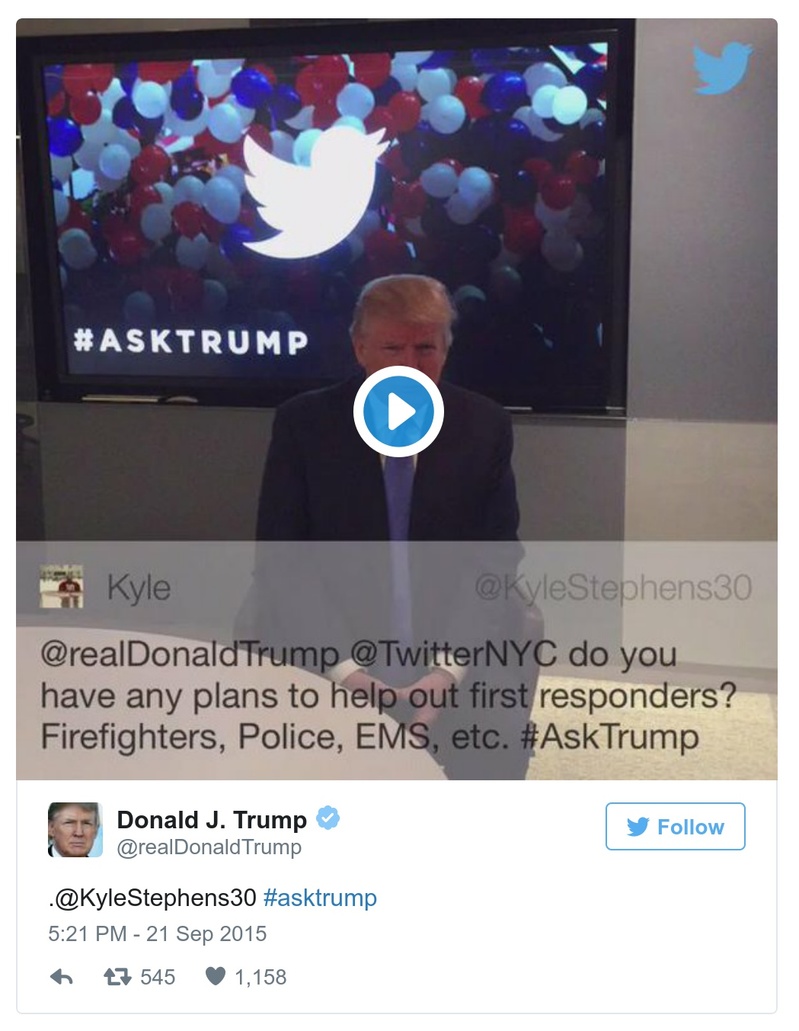 #ASKTRUMP
Kyle @KyleStephens30
@realDonaldTrump @TwitterNYC do you
have any plans to help out first responders?
Firefighters, Police, EMS, etc. #AskTrump
Donald J. Trump
@realDonaldTrump
Follow
.@KyleStephens30 #asktrump
5:21 PM - 21 Sep 2015
545 1,158